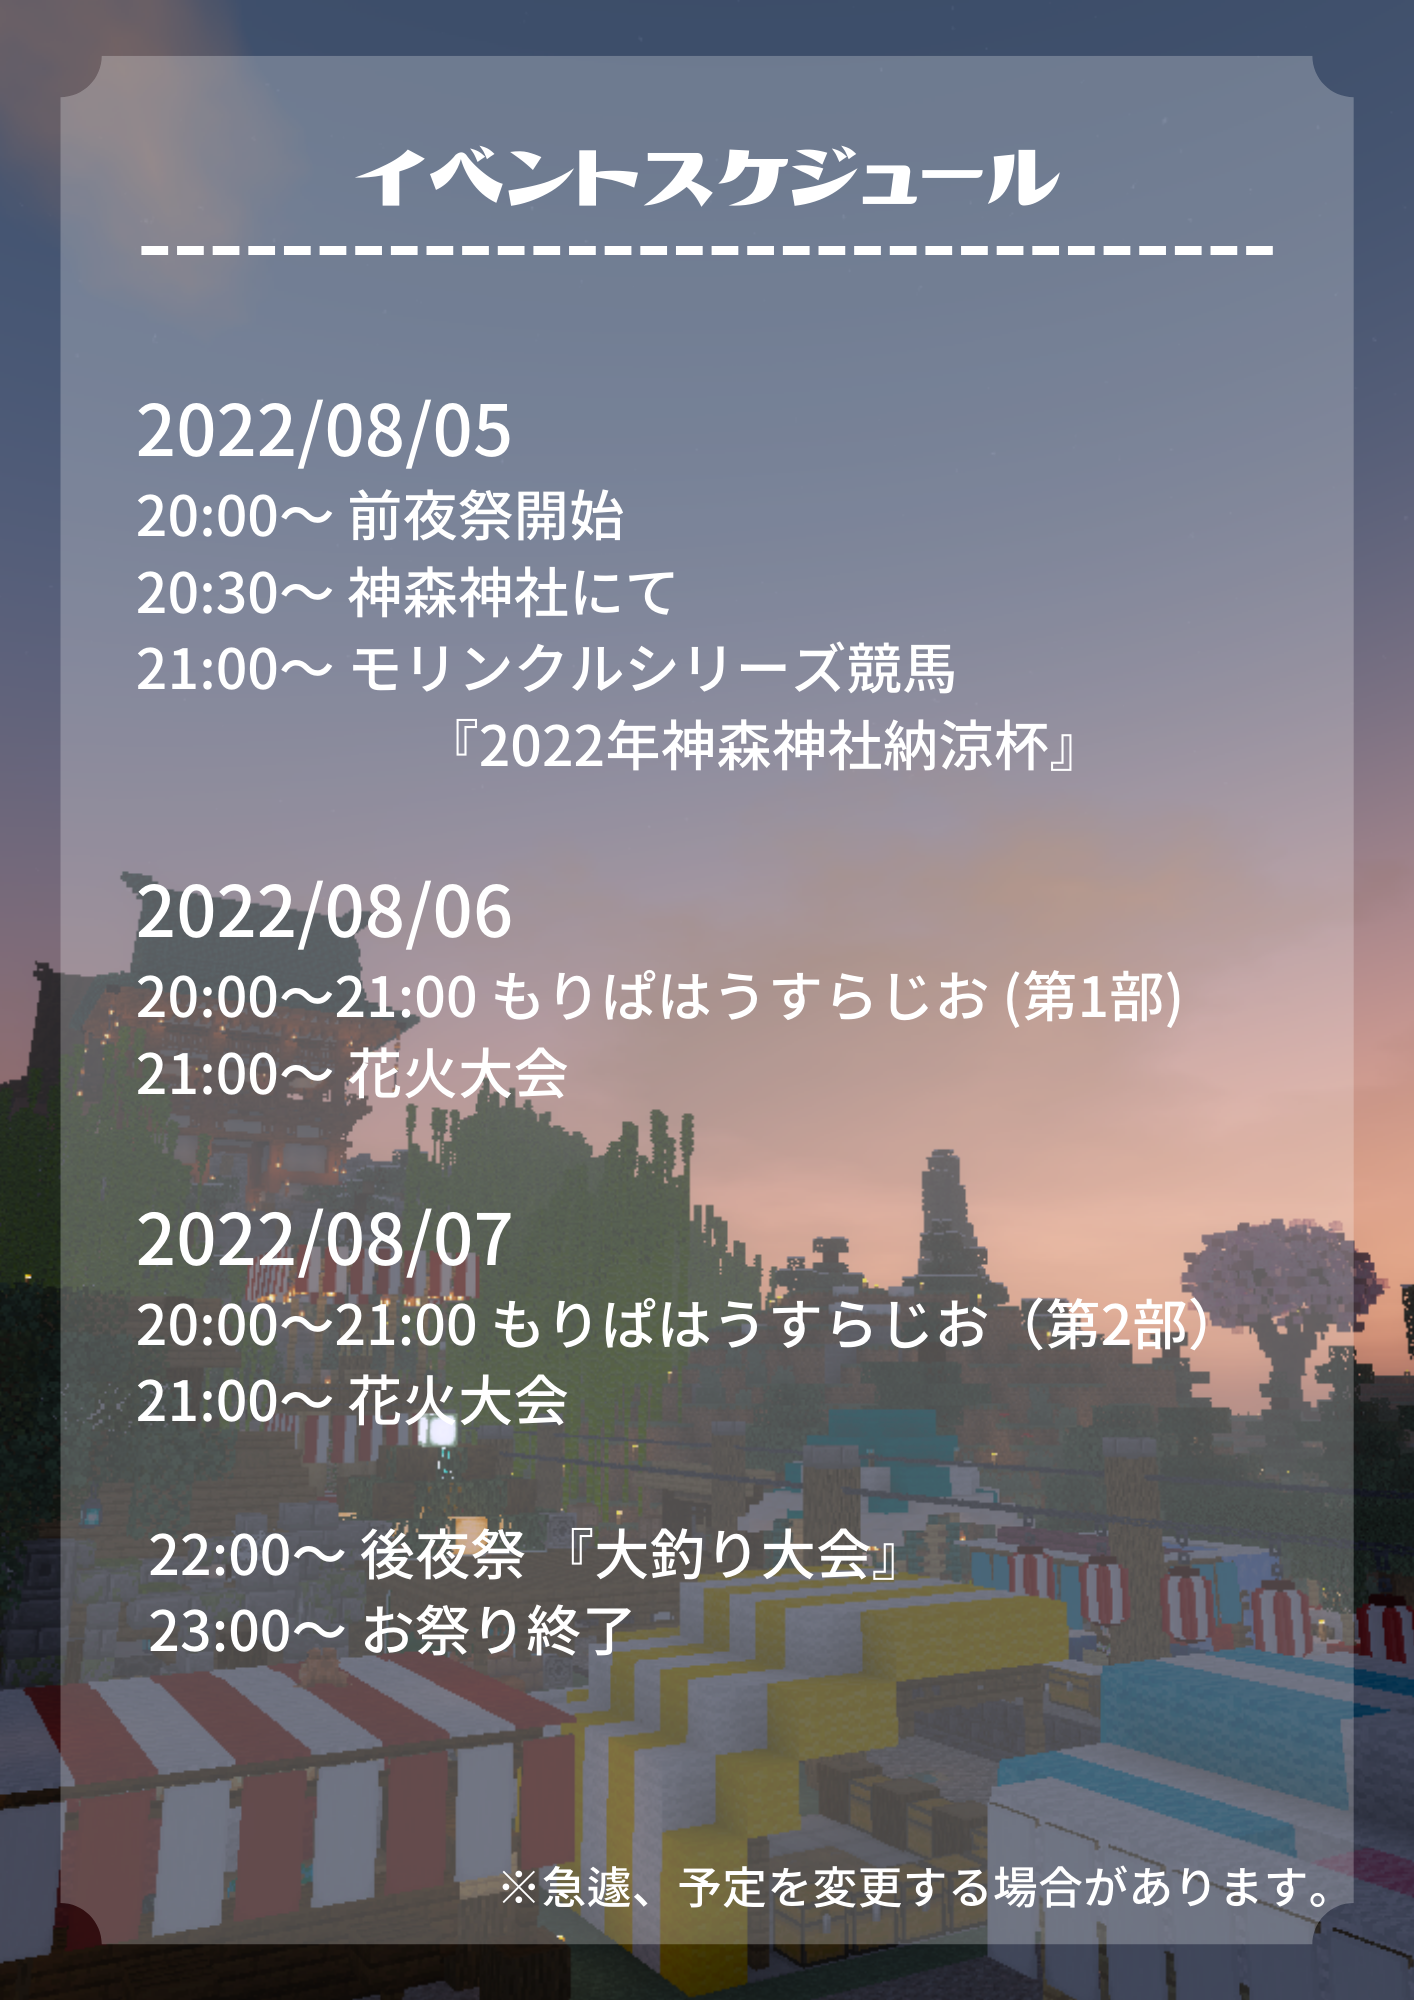 イベントスケジュール
2022/08/05
20:00〜 前夜祭開始
20:30〜 神森神社にて
21:00〜 モリンクルシリーズ競馬
『2022年神森神社納涼杯』
2022/08/06
20:00〜21:00 もりぱはうすらじお (第1部)
21:00〜 花火大会
2022/08/07
20:00〜21:00 もりぱはうすらじお（第2部）
21:00〜 花火大会
22:00〜 後夜祭 『大釣り大会』
23:00〜 お祭り終了
※急遽、予定を変更する場合があります。